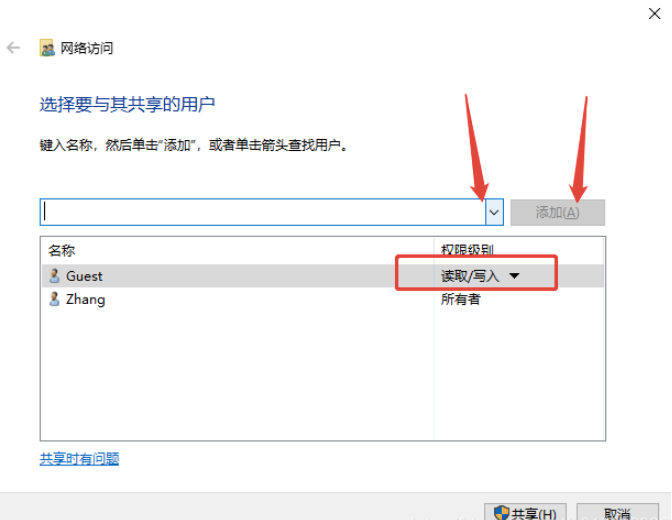 网络访问
选择要与其共享的用户
键入名称，然后单击“添加”，或者单击箭头查找用户。
添加(A)
名称 权限级别
Guest 读取/写入
Zhang 所有者
共享时有问题
共享(H) 取消